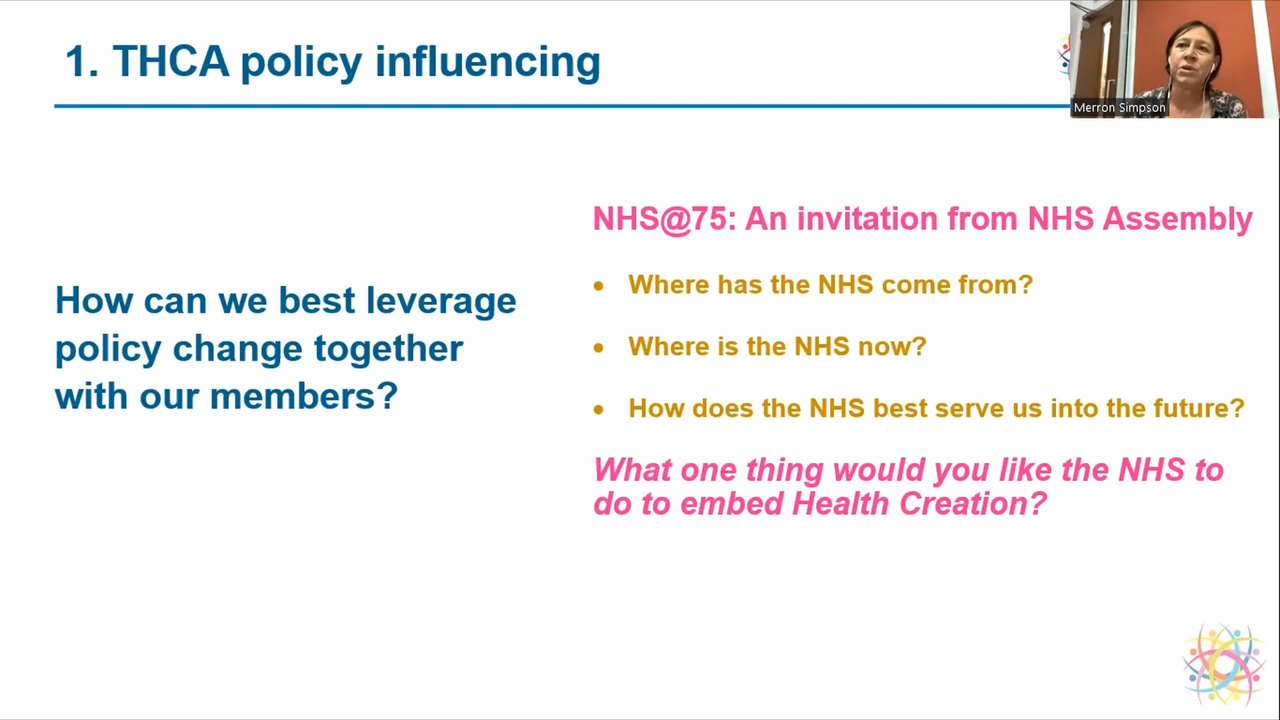 1. THCA policy influencing
Merron Simpson
How can we best leverage
policy change together
with our members?
NHS@75: An invitation from NHS Assembly
• Where has the NHS come from?
• Where is the NHS now?
• How does the NHS best serve us into the future?
What one thing would you like the NHS to
do to embed Health Creation?